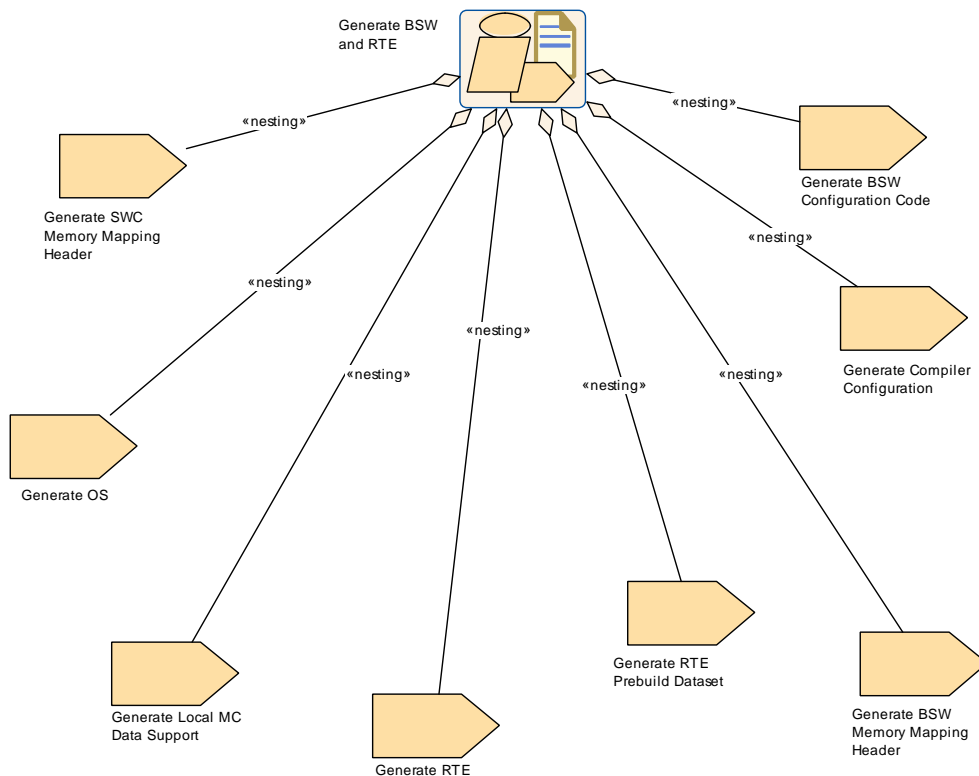 Generate BSW
and RTE
«nesting»
«nesting»
Generate BSW
Configuration Code
Generate SWC
Memory Mapping
Header
«nesting»
«nesting»
«nesting»
Generate Compiler
Configuration
«nesting»
«nesting»
«nesting»
Generate OS
Generate RTE
Prebuild Dataset
Generate Local MC
Data Support
Generate BSW
Memory Mapping
Header
Generate RTE